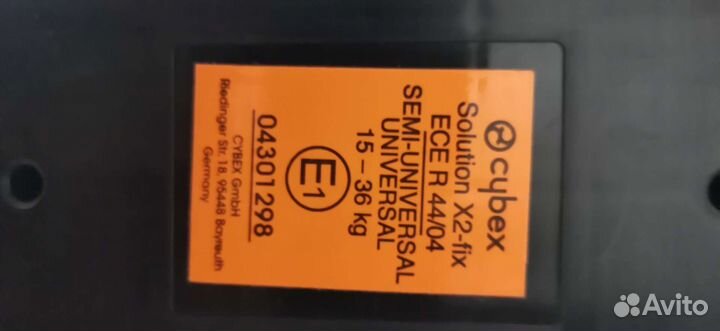 cybex
Solution X2-fix
ECE R 44/04
SEMI-UNIVERSAL
UNIVERSAL
15 – 36 kg
E1
04301298
CYBEX GmbH
Riedinger Str. 18, 95448 Bayreuth
Germany
Avito